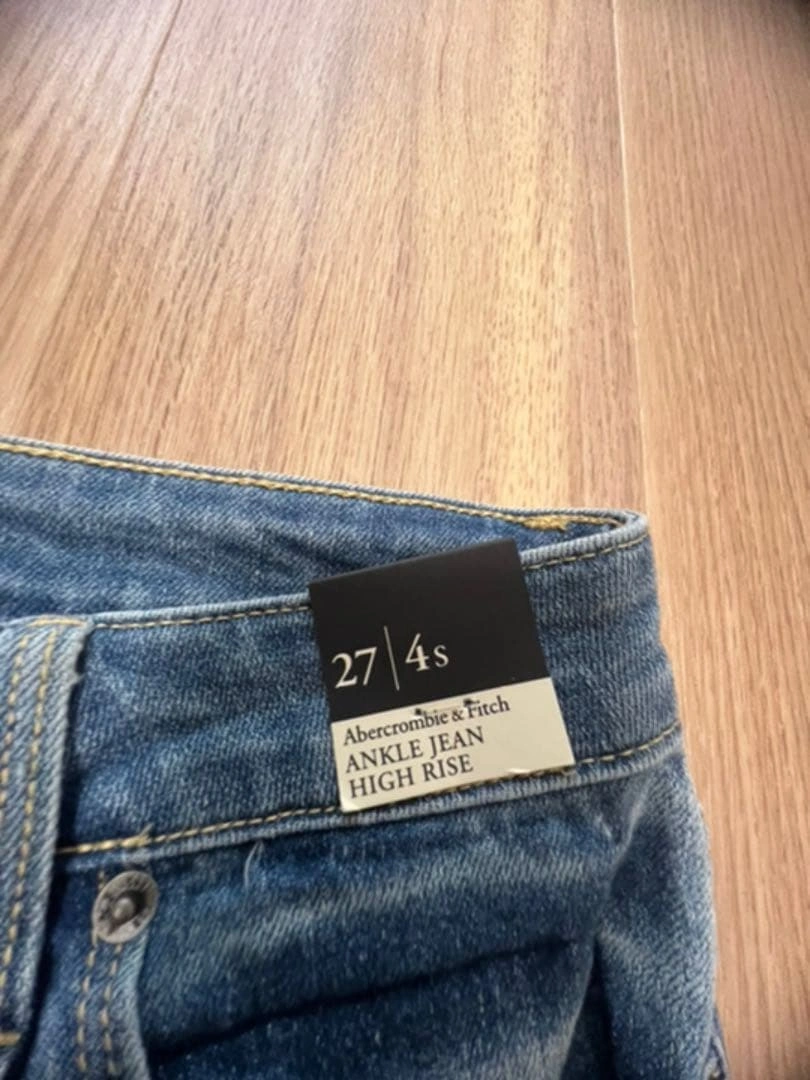 27|4s
Abercrombie & Fitch
ANKLE JEAN
HIGH RISE